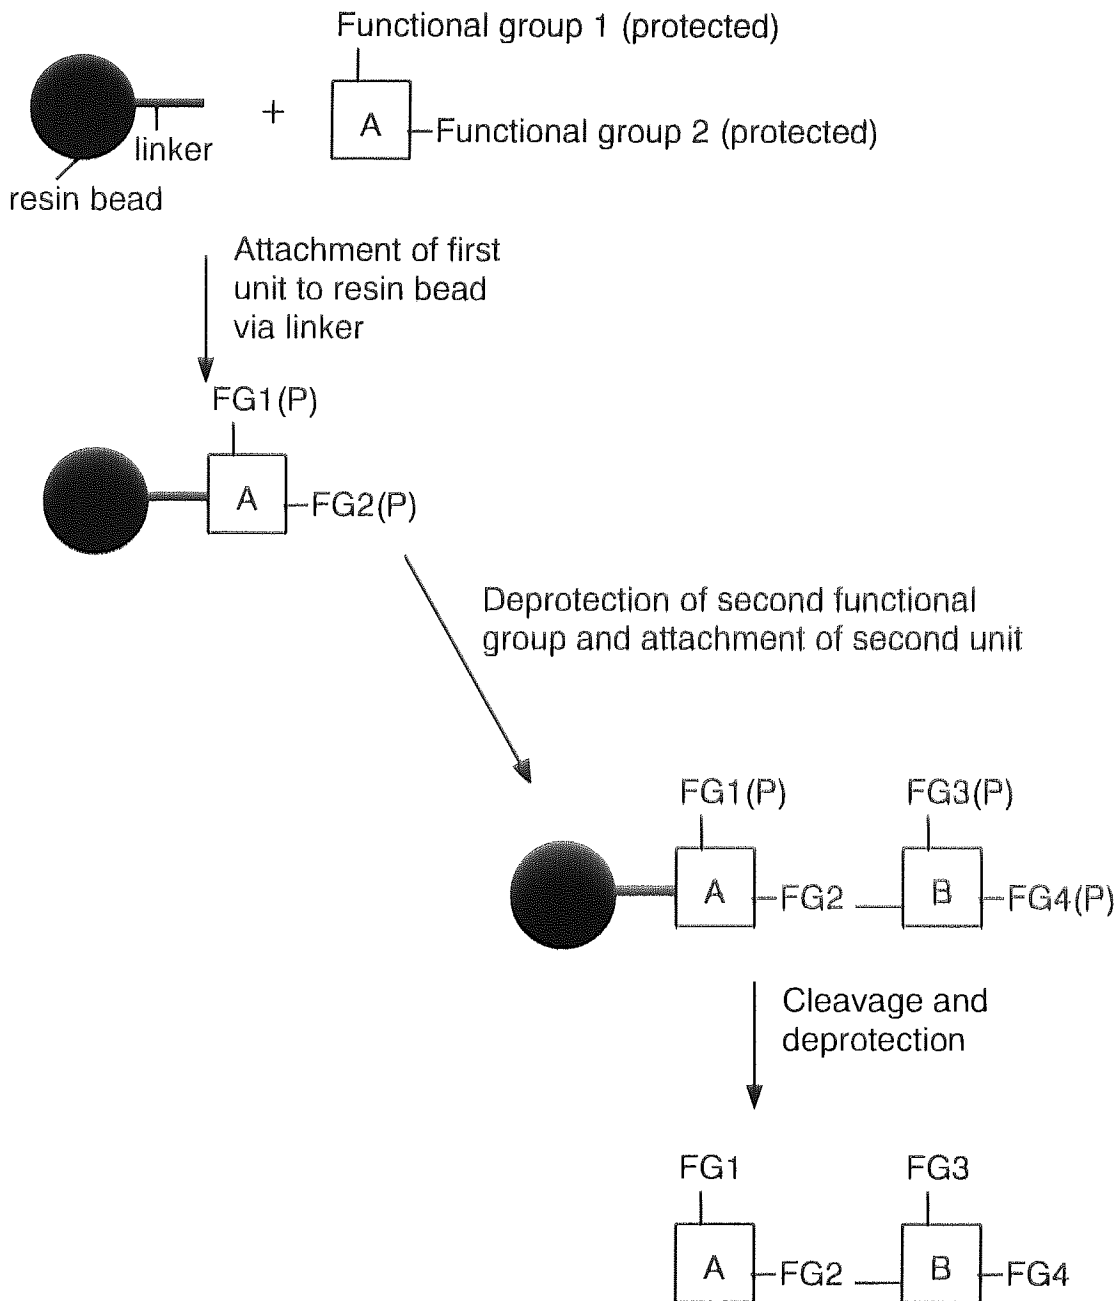 Functional group 1 (protected)
+
A
Functional group 2 (protected)
linker
resin bead
Attachment of first
unit to resin bead
via linker
FG1(P)
A
FG2(P)
Deprotection of second functional
group and attachment of second unit
FG1(P) FG3(P)
A FG2 B FG4(P)
Cleavage and
deprotection
FG1 FG3
A FG2 B FG4